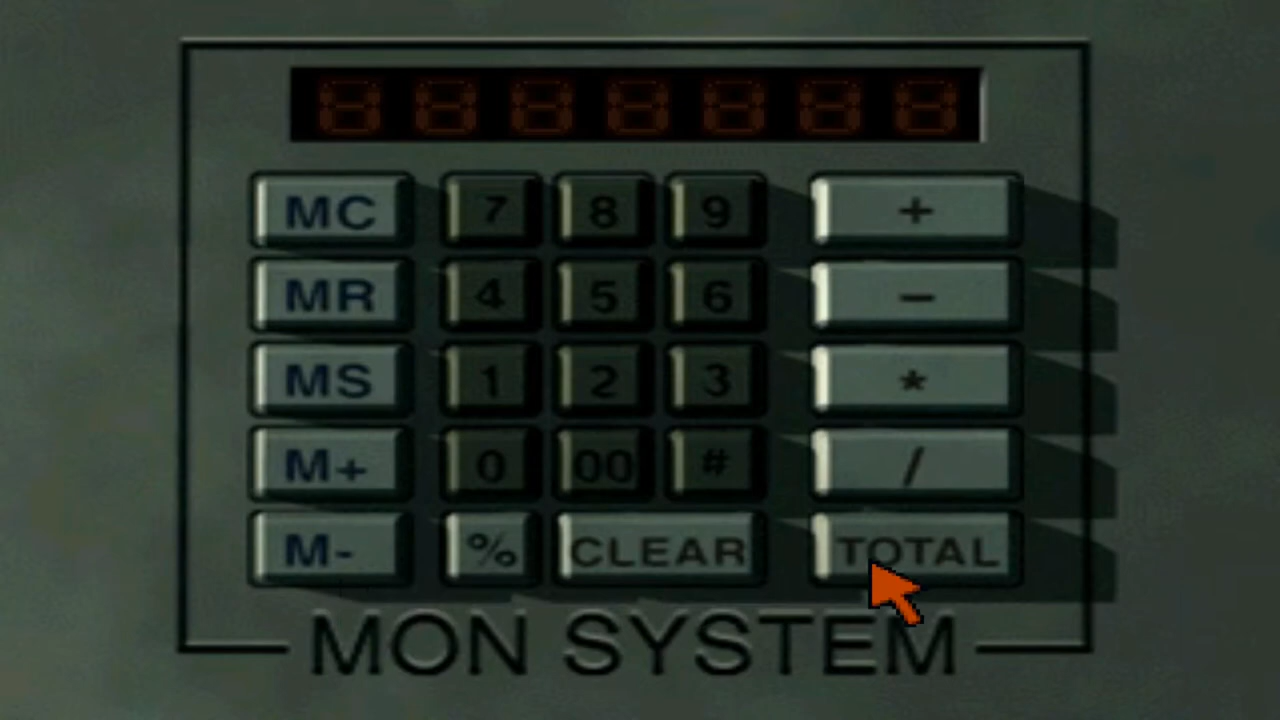 MC 7 8 9 +
MR 4 5 6 −
MS 1 2 3 *
M+ 0 00 # /
M- % CLEAR TOTAL
MON SYSTEM